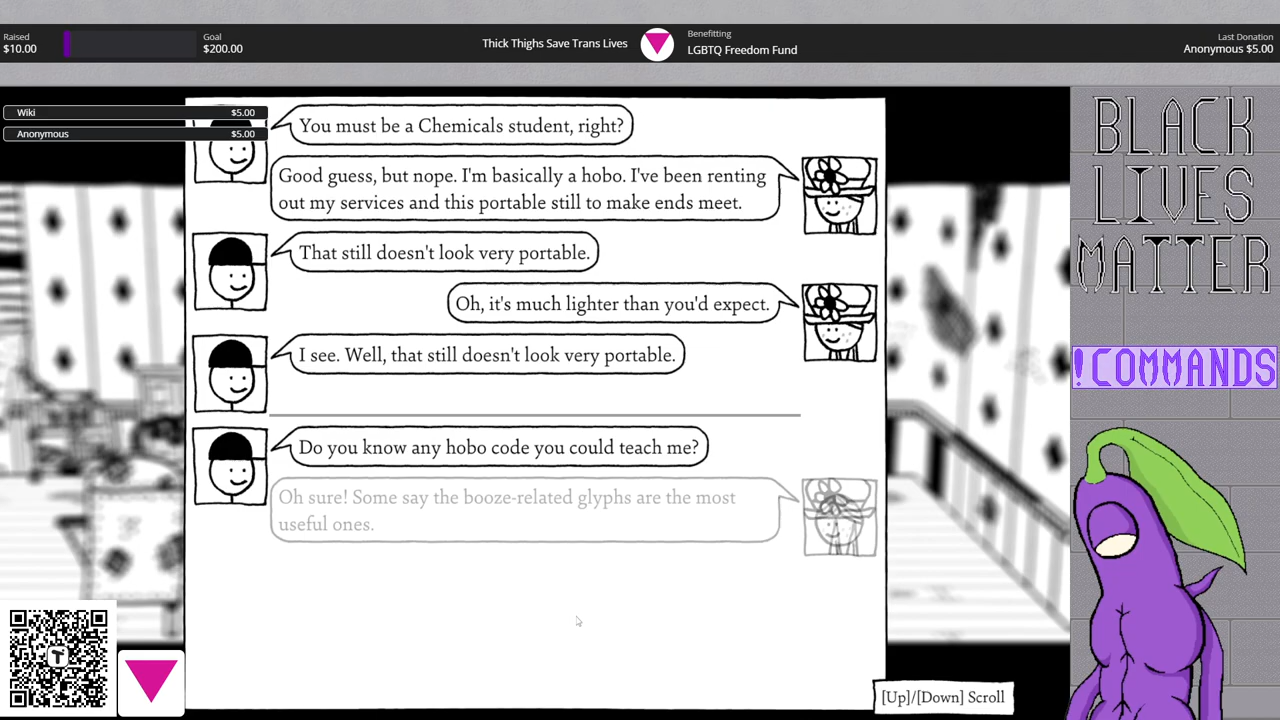 Raised
$10.00
Goal
$200.00
Thick Thighs Save Trans Lives
Benefitting
LGBTQ Freedom Fund
Last Donation
Anonymous $5.00
Wiki $5.00
Anonymous $5.00
You must be a Chemicals student, right?
Good guess, but nope. I'm basically a hobo. I've been renting
out my services and this portable still to make ends meet.
That still doesn't look very portable.
Oh, it's much lighter than you'd expect.
I see. Well, that still doesn't look very portable.
Do you know any hobo code you could teach me?
Oh sure! Some say the booze-related glyphs are the most
useful ones.
[Up]/[Down] Scroll
BLACK
LIVES
MATTER
!COMMANDS
T